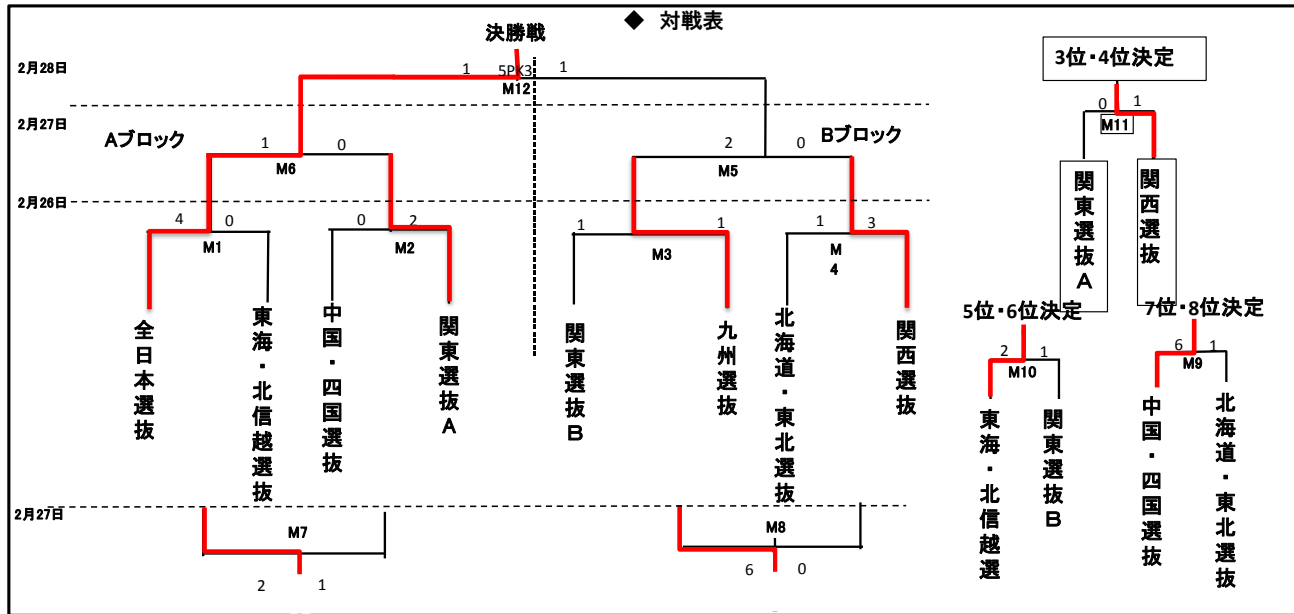 ◆ 対戦表
決勝戦
2月28日
1 5PK3 1
M12
2月27日
Aブロック
Bブロック
1 0
M6
2 0
M5
2月26日
4 0
M1
0 2
M2
1 1
M3
1 3
M
4
全日本選抜
東海・北信越選抜
中国・四国選抜
関東選抜A
関東選抜B
九州選抜
北海道・東北選抜
関西選抜
2月27日
M7
2 1
M8
6 0
3位・4位決定
0 1
M11
関東選抜A
関西選抜
5位・6位決定
2 1
M10
東海・北信越選
関東選抜B
7位・8位決定
6 1
M9
中国・四国選抜
北海道・東北選抜